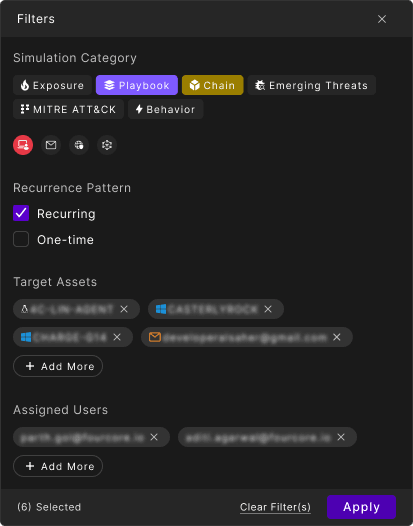 Filters
Simulation Category
Exposure Playbook Chain Emerging Threats
MITRE ATT&CK Behavior
Recurrence Pattern
Recurring
One-time
Target Assets
Add More
Assigned Users
Add More
(6) Selected Clear Filter(s) Apply